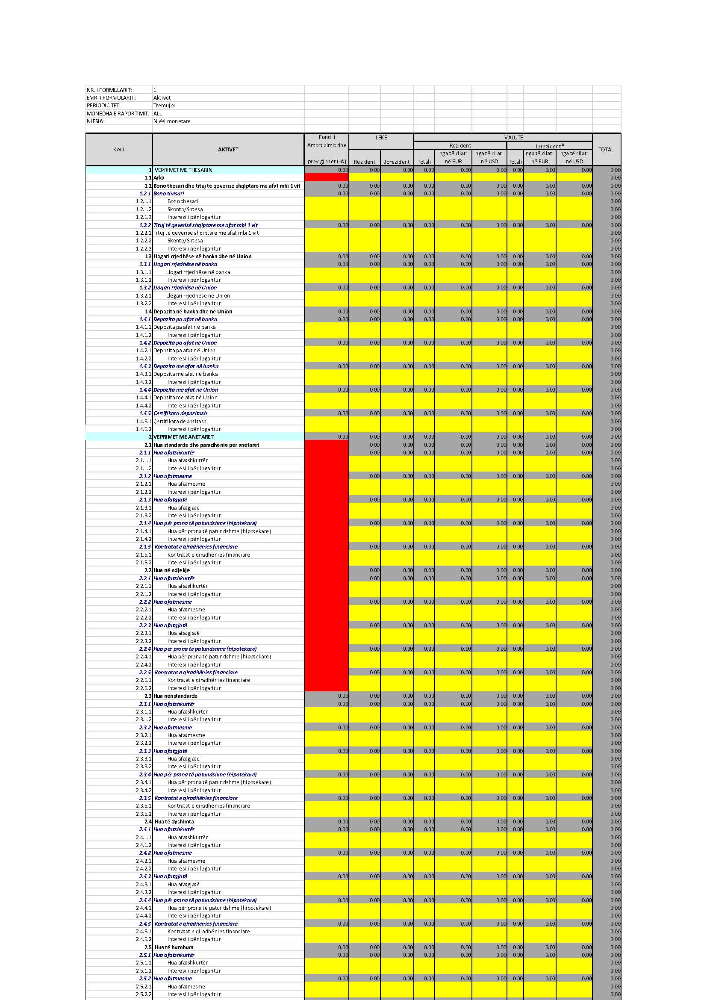 NR. I FORMULARIT: 1
EMRI I FORMULARIT: Aktivet
PERIODICITETI: Tremujor
MONEDHA E RAPORTIMIT: ALL
NJËSIA: Njësi monetare
Kodi AKTIVET Fondi i Amortizimit dhe provigjonet (-A) LEKË VALUTË TOTALI
Rezident Jorezident¹⁾
Rezident Jorezident Totali nga të cilat: në EUR nga të cilat: në USD Totali nga të cilat: në EUR nga të cilat: në USD
1 VEPRIMET ME THESARIN 0.00 0.00 0.00 0.00 0.00 0.00 0.00 0.00 0.00 0.00
1.1 Arka 0.00
1.2 Bono thesari dhe tituj të qeverisë shqiptare me afat mbi 1 vit 0.00 0.00 0.00 0.00 0.00 0.00 0.00 0.00 0.00 0.00
1.2.1 Bono thesari 0.00 0.00 0.00 0.00 0.00 0.00 0.00 0.00 0.00 0.00
1.2.1.1 Bono thesari 0.00
1.2.1.2 Skonto/Shtesa 0.00
1.2.1.3 Interesi i përllogaritur 0.00
1.2.2 Tituj të qeverisë shqiptare me afat mbi 1 vit 0.00 0.00 0.00 0.00 0.00 0.00 0.00 0.00 0.00 0.00
1.2.2.1 Tituj të qeverisë shqiptare me afat mbi 1 vit 0.00
1.2.2.2 Skonto/Shtesa 0.00
1.2.2.3 Interesi i përllogaritur 0.00
1.3 Llogari rrjedhëse në banka dhe në Union 0.00 0.00 0.00 0.00 0.00 0.00 0.00 0.00 0.00 0.00
1.3.1 Llogari rrjedhëse në banka 0.00 0.00 0.00 0.00 0.00 0.00 0.00 0.00 0.00 0.00
1.3.1.1 Llogari rrjedhëse në banka 0.00
1.3.1.2 Interesi i përllogaritur 0.00
1.3.2 Llogari rrjedhëse në Union 0.00 0.00 0.00 0.00 0.00 0.00 0.00 0.00 0.00 0.00
1.3.2.1 Llogari rrjedhëse në Union 0.00
1.3.2.2 Interesi i përllogaritur 0.00
1.4 Depozita në banka dhe në Union 0.00 0.00 0.00 0.00 0.00 0.00 0.00 0.00 0.00 0.00
1.4.1 Depozita pa afat në banka 0.00 0.00 0.00 0.00 0.00 0.00 0.00 0.00 0.00 0.00
1.4.1.1 Depozita pa afat në banka 0.00
1.4.1.2 Interesi i përllogaritur 0.00
1.4.2 Depozita pa afat në Union 0.00 0.00 0.00 0.00 0.00 0.00 0.00 0.00 0.00 0.00
1.4.2.1 Depozita pa afat në Union 0.00
1.4.2.2 Interesi i përllogaritur 0.00
1.4.3 Depozita me afat në banka 0.00 0.00 0.00 0.00 0.00 0.00 0.00 0.00 0.00 0.00
1.4.3.1 Depozita me afat në banka 0.00
1.4.3.2 Interesi i përllogaritur 0.00
1.4.4 Depozita me afat në Union 0.00 0.00 0.00 0.00 0.00 0.00 0.00 0.00 0.00 0.00
1.4.4.1 Depozita me afat në Union 0.00
1.4.4.2 Interesi i përllogaritur 0.00
1.4.5 Çertifikata depozitash 0.00 0.00 0.00 0.00 0.00 0.00 0.00 0.00 0.00 0.00
1.4.5.1 Çertifikata depozitash 0.00
1.4.5.2 Interesi i përllogaritur 0.00
2 VEPRIMET ME ANËTARËT 0.00 0.00 0.00 0.00 0.00 0.00 0.00 0.00 0.00 0.00
2.1 Hua standarde dhe paradhënie për anëtarët 0.00 0.00 0.00 0.00 0.00 0.00 0.00 0.00 0.00
2.1.1 Hua afatshkurtër 0.00 0.00 0.00 0.00 0.00 0.00 0.00 0.00 0.00
2.1.1.1 Hua afatshkurtër 0.00
2.1.1.2 Interesi i përllogaritur 0.00
2.1.2 Hua afatmesme 0.00 0.00 0.00 0.00 0.00 0.00 0.00 0.00 0.00
2.1.2.1 Hua afatmesme 0.00
2.1.2.2 Interesi i përllogaritur 0.00
2.1.3 Hua afatgjatë 0.00 0.00 0.00 0.00 0.00 0.00 0.00 0.00 0.00
2.1.3.1 Hua afatgjatë 0.00
2.1.3.2 Interesi i përllogaritur 0.00
2.1.4 Hua për prona të patundshme (hipotekare) 0.00 0.00 0.00 0.00 0.00 0.00 0.00 0.00 0.00
2.1.4.1 Hua për prona të patundshme (hipotekare) 0.00
2.1.4.2 Interesi i përllogaritur 0.00
2.1.5 Kontratat e qiradhënies financiare 0.00 0.00 0.00 0.00 0.00 0.00 0.00 0.00 0.00
2.1.5.1 Kontratat e qiradhënies financiare 0.00
2.1.5.2 Interesi i përllogaritur 0.00
2.2 Hua në ndjekje 0.00 0.00 0.00 0.00 0.00 0.00 0.00 0.00 0.00
2.2.1 Hua afatshkurtër 0.00 0.00 0.00 0.00 0.00 0.00 0.00 0.00 0.00
2.2.1.1 Hua afatshkurtër 0.00
2.2.1.2 Interesi i përllogaritur 0.00
2.2.2 Hua afatmesme 0.00 0.00 0.00 0.00 0.00 0.00 0.00 0.00 0.00
2.2.2.1 Hua afatmesme 0.00
2.2.2.2 Interesi i përllogaritur 0.00
2.2.3 Hua afatgjatë 0.00 0.00 0.00 0.00 0.00 0.00 0.00 0.00 0.00
2.2.3.1 Hua afatgjatë 0.00
2.2.3.2 Interesi i përllogaritur 0.00
2.2.4 Hua për prona të patundshme (hipotekare) 0.00 0.00 0.00 0.00 0.00 0.00 0.00 0.00 0.00
2.2.4.1 Hua për prona të patundshme (hipotekare) 0.00
2.2.4.2 Interesi i përllogaritur 0.00
2.2.5 Kontratat e qiradhënies financiare 0.00 0.00 0.00 0.00 0.00 0.00 0.00 0.00 0.00
2.2.5.1 Kontratat e qiradhënies financiare 0.00
2.2.5.2 Interesi i përllogaritur 0.00
2.3 Hua nënstandarde 0.00 0.00 0.00 0.00 0.00 0.00 0.00 0.00 0.00 0.00
2.3.1 Hua afatshkurtër 0.00 0.00 0.00 0.00 0.00 0.00 0.00 0.00 0.00 0.00
2.3.1.1 Hua afatshkurtër 0.00
2.3.1.2 Interesi i përllogaritur 0.00
2.3.2 Hua afatmesme 0.00 0.00 0.00 0.00 0.00 0.00 0.00 0.00 0.00 0.00
2.3.2.1 Hua afatmesme 0.00
2.3.2.2 Interesi i përllogaritur 0.00
2.3.3 Hua afatgjatë 0.00 0.00 0.00 0.00 0.00 0.00 0.00 0.00 0.00 0.00
2.3.3.1 Hua afatgjatë 0.00
2.3.3.2 Interesi i përllogaritur 0.00
2.3.4 Hua për prona të patundshme (hipotekare) 0.00 0.00 0.00 0.00 0.00 0.00 0.00 0.00 0.00 0.00
2.3.4.1 Hua për prona të patundshme (hipotekare) 0.00
2.3.4.2 Interesi i përllogaritur 0.00
2.3.5 Kontratat e qiradhënies financiare 0.00 0.00 0.00 0.00 0.00 0.00 0.00 0.00 0.00 0.00
2.3.5.1 Kontratat e qiradhënies financiare 0.00
2.3.5.2 Interesi i përllogaritur 0.00
2.4 Hua të dyshimta 0.00 0.00 0.00 0.00 0.00 0.00 0.00 0.00 0.00 0.00
2.4.1 Hua afatshkurtër 0.00 0.00 0.00 0.00 0.00 0.00 0.00 0.00 0.00 0.00
2.4.1.1 Hua afatshkurtër 0.00
2.4.1.2 Interesi i përllogaritur 0.00
2.4.2 Hua afatmesme 0.00 0.00 0.00 0.00 0.00 0.00 0.00 0.00 0.00 0.00
2.4.2.1 Hua afatmesme 0.00
2.4.2.2 Interesi i përllogaritur 0.00
2.4.3 Hua afatgjatë 0.00 0.00 0.00 0.00 0.00 0.00 0.00 0.00 0.00 0.00
2.4.3.1 Hua afatgjatë 0.00
2.4.3.2 Interesi i përllogaritur 0.00
2.4.4 Hua për prona të patundshme (hipotekare) 0.00 0.00 0.00 0.00 0.00 0.00 0.00 0.00 0.00 0.00
2.4.4.1 Hua për prona të patundshme (hipotekare) 0.00
2.4.4.2 Interesi i përllogaritur 0.00
2.4.5 Kontratat e qiradhënies financiare 0.00 0.00 0.00 0.00 0.00 0.00 0.00 0.00 0.00 0.00
2.4.5.1 Kontratat e qiradhënies financiare 0.00
2.4.5.2 Interesi i përllogaritur 0.00
2.5 Hua të humbura 0.00 0.00 0.00 0.00 0.00 0.00 0.00 0.00 0.00 0.00
2.5.1 Hua afatshkurtër 0.00 0.00 0.00 0.00 0.00 0.00 0.00 0.00 0.00 0.00
2.5.1.1 Hua afatshkurtër 0.00
2.5.1.2 Interesi i përllogaritur 0.00
2.5.2 Hua afatmesme 0.00 0.00 0.00 0.00 0.00 0.00 0.00 0.00 0.00 0.00
2.5.2.1 Hua afatmesme 0.00
2.5.2.2 Interesi i përllogaritur 0.00